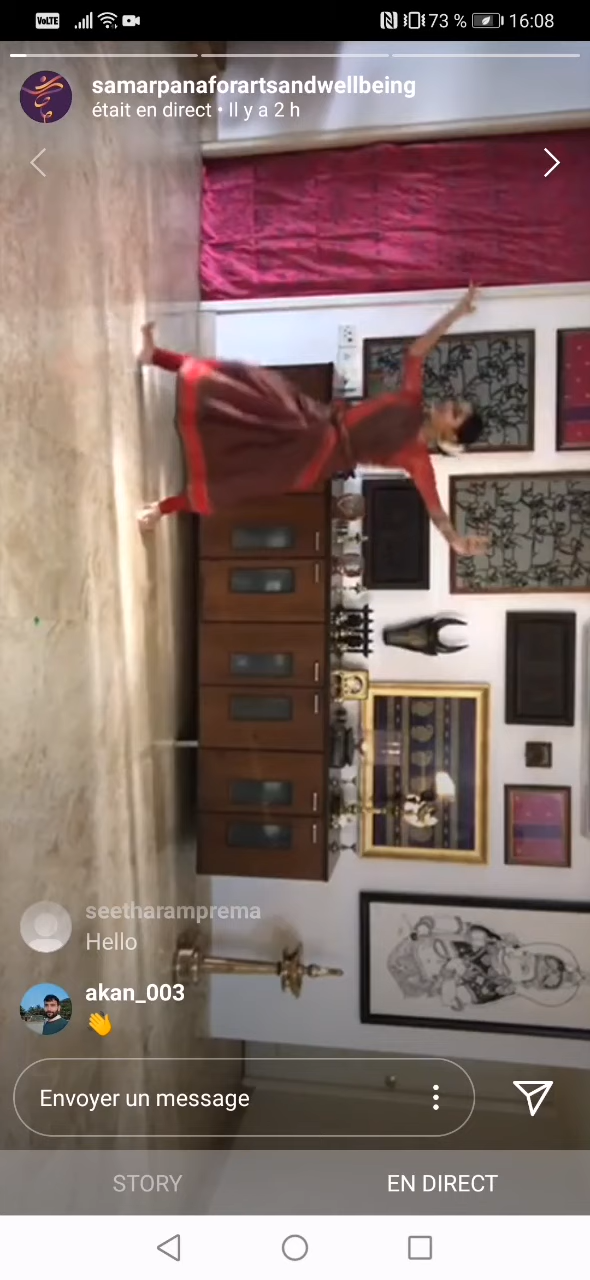 VoLTE 73 % 16:08
samarpanaforartsandwellbeing
était en direct • Il y a 2 h
seetharamprema
Hello
akan_003
Envoyer un message
STORY EN DIRECT